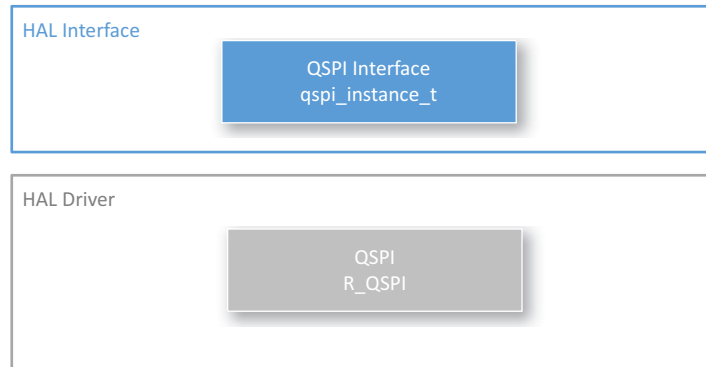 HAL Interface
QSPI Interface
qspi_instance_t
HAL Driver
QSPI
R_QSPI